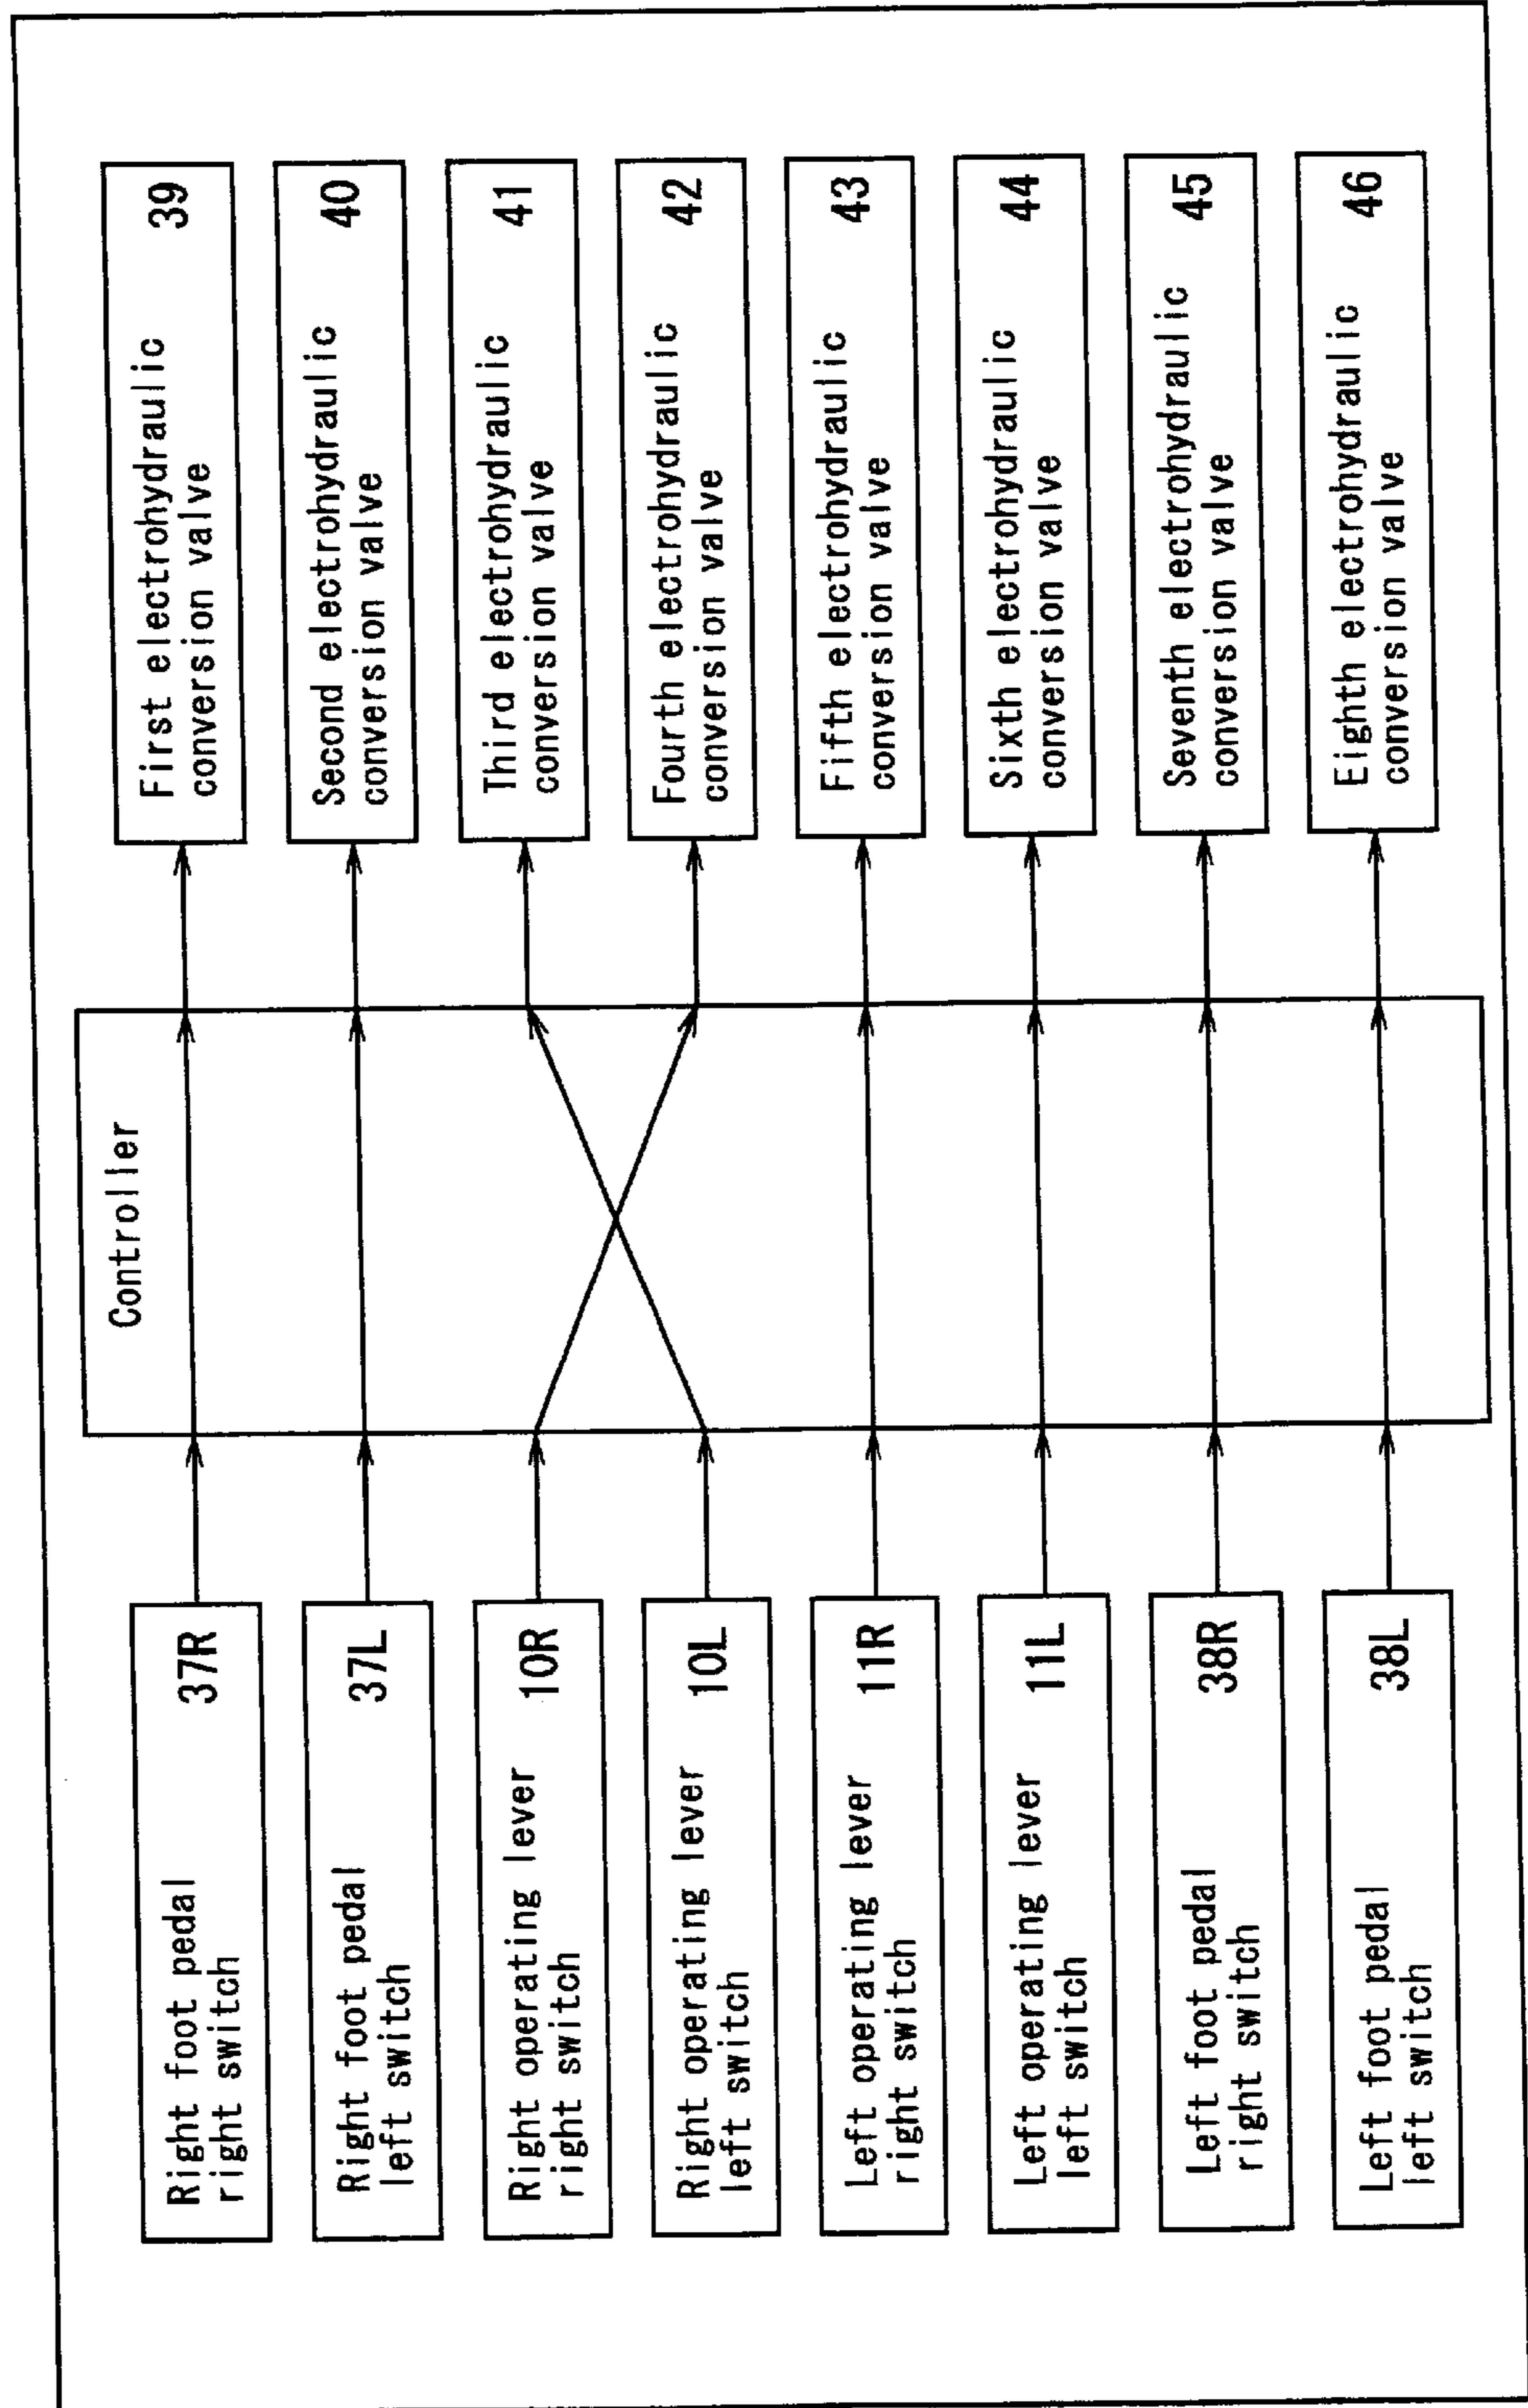 Right foot pedal
right switch
37R
Right foot pedal
left switch
37L
Right operating lever
right switch
10R
Right operating lever
left switch
10L
Left operating lever
right switch
11R
Left operating lever
left switch
11L
Left foot pedal
right switch
38R
Left foot pedal
left switch
38L
Controller
First electrohydraulic
conversion valve
39
Second electrohydraulic
conversion valve
40
Third electrohydraulic
conversion valve
41
Fourth electrohydraulic
conversion valve
42
Fifth electrohydraulic
conversion valve
43
Sixth electrohydraulic
conversion valve
44
Seventh electrohydraulic
conversion valve
45
Eighth electrohydraulic
conversion valve
46